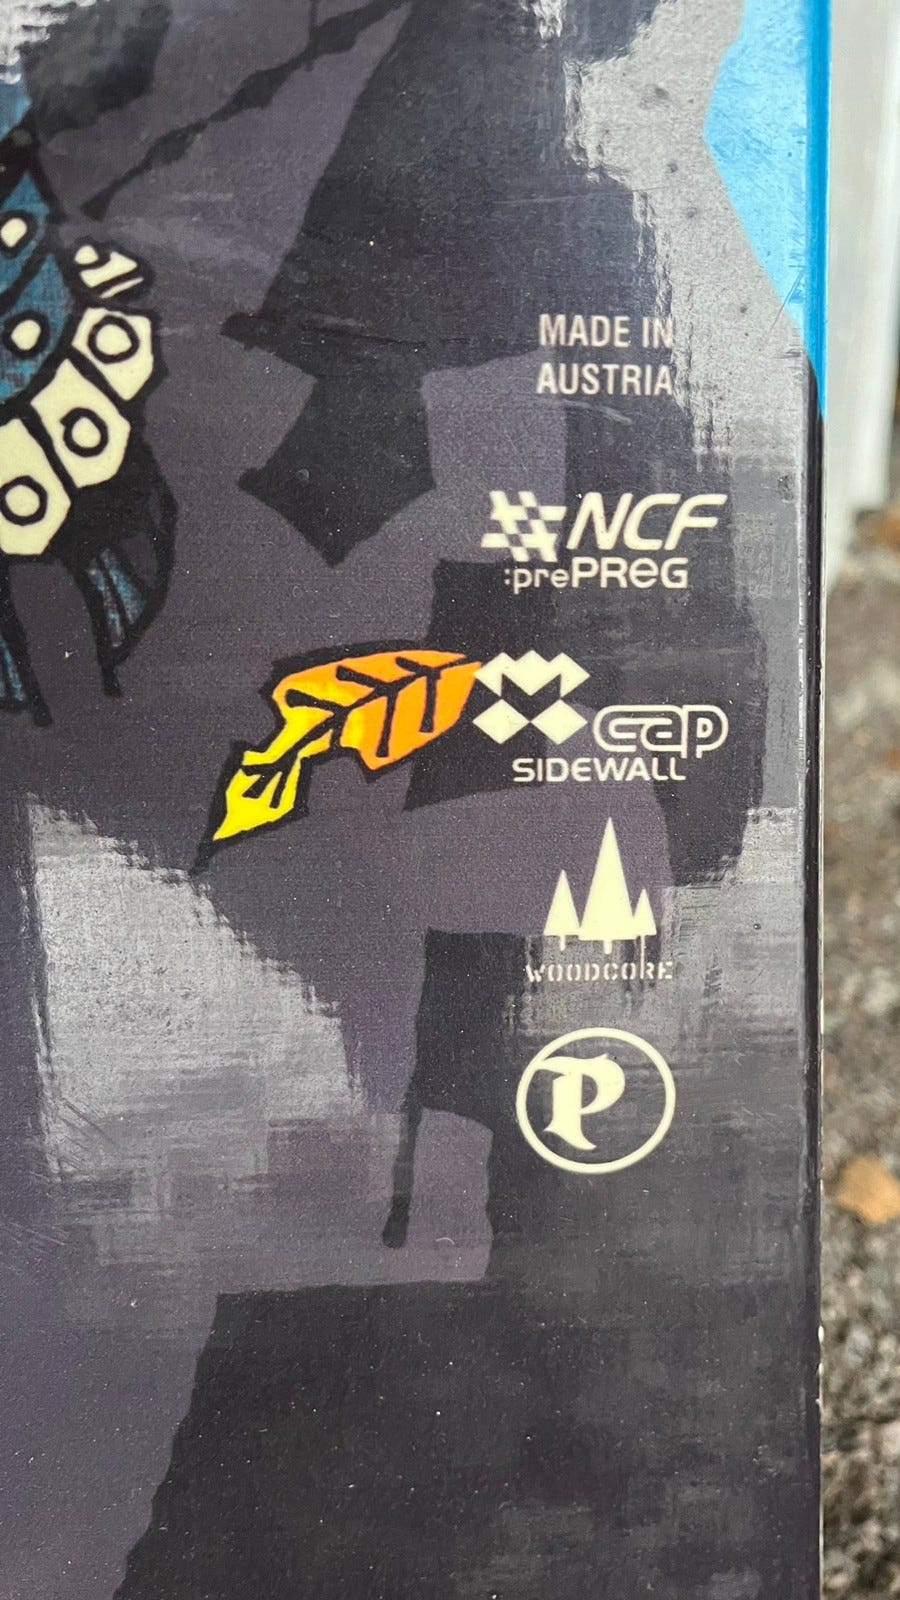 MADE IN
AUSTRIA
NCF
:prePREG
cap
SIDEWALL
WOODCORE
P